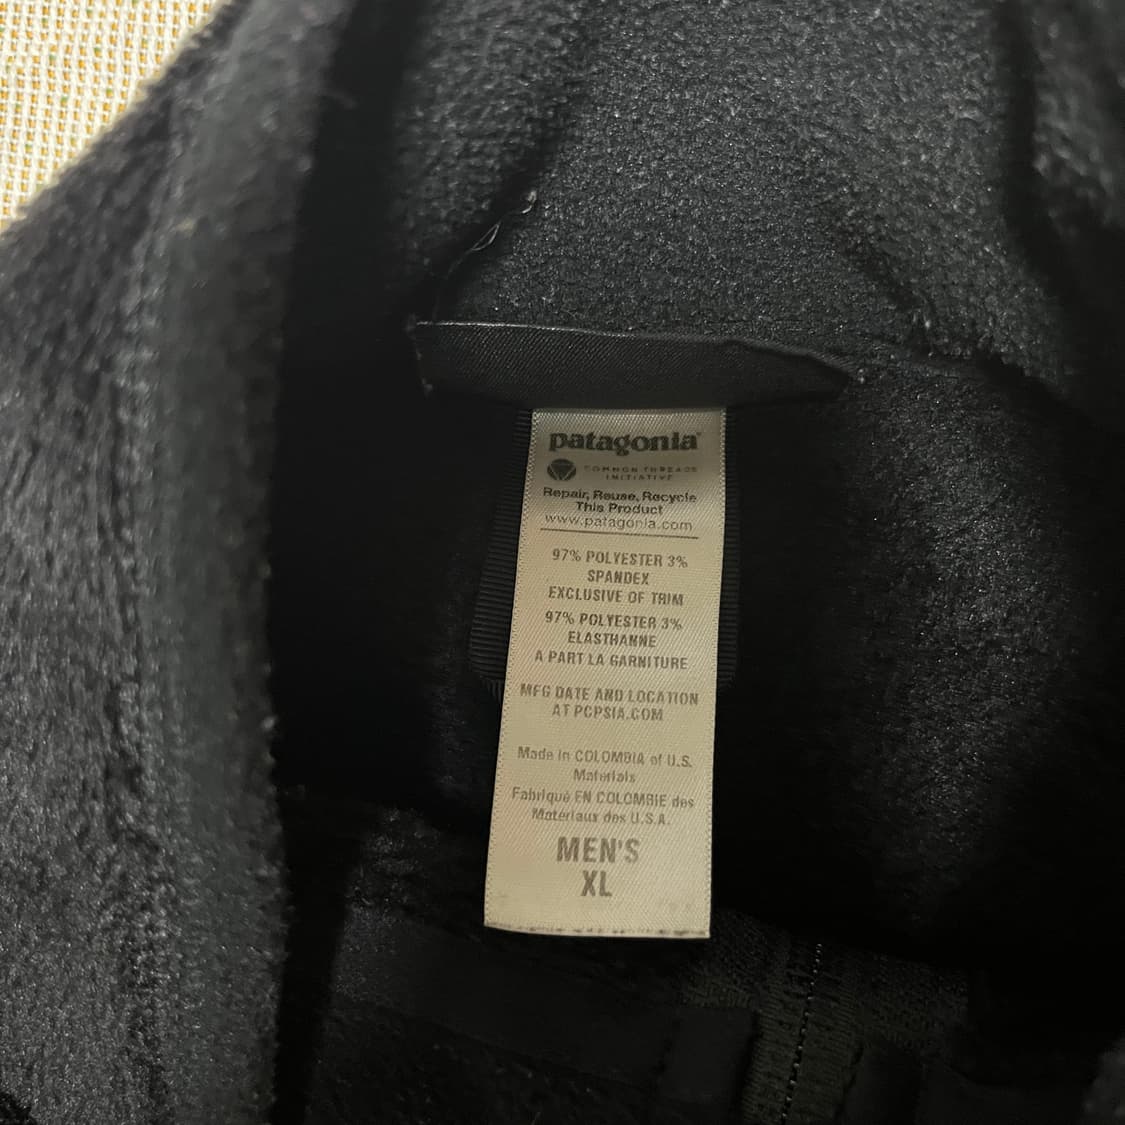 patagonia®
COMMON THREADS
INITIATIVE
Repair, Reuse, Recycle
This Product
www.patagonia.com
97% POLYESTER 3%
SPANDEX
EXCLUSIVE OF TRIM
97% POLYESTER 3%
ELASTHANNE
A PART LA GARNITURE
MFG DATE AND LOCATION
AT PCPSIA.COM
Made in COLOMBIA of U.S.
Materials
Fabriqué EN COLOMBIE des
Materiaux des U.S.A.
MEN'S
XL